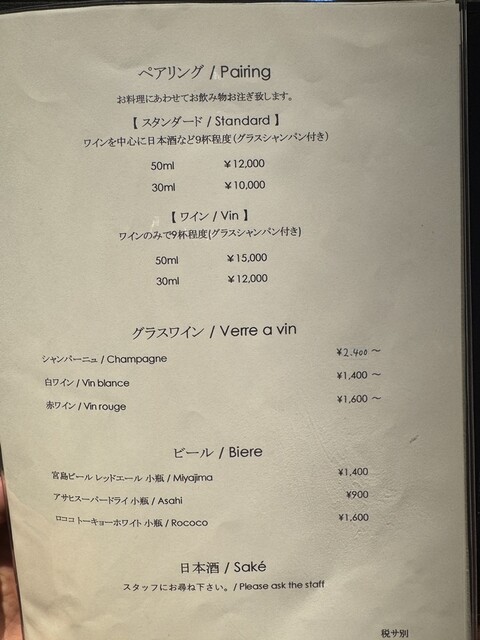 ペアリング / Pairing
お料理にあわせてお飲み物お注ぎ致します。
【 スタンダード / Standard 】
ワインを中心に日本酒など9杯程度(グラスシャンパン付き)
50ml ¥12,000
30ml ¥10,000
【 ワイン / Vin 】
ワインのみで9杯程度(グラスシャンパン付き)
50ml ¥15,000
30ml ¥12,000
グラスワイン / Verre a vin
シャンパーニュ / Champagne ¥2,400 ～
白ワイン / Vin blance ¥1,400 ～
赤ワイン / Vin rouge ¥1,600 ～
ビール / Biere
宮島ビール レッドエール 小瓶 / Miyajima ¥1,400
アサヒスーパードライ 小瓶 / Asahi ¥900
ロココ トーキョーホワイト 小瓶 / Rococo ¥1,600
日本酒 / Saké
スタッフにお尋ね下さい。/ Please ask the staff
税サ別